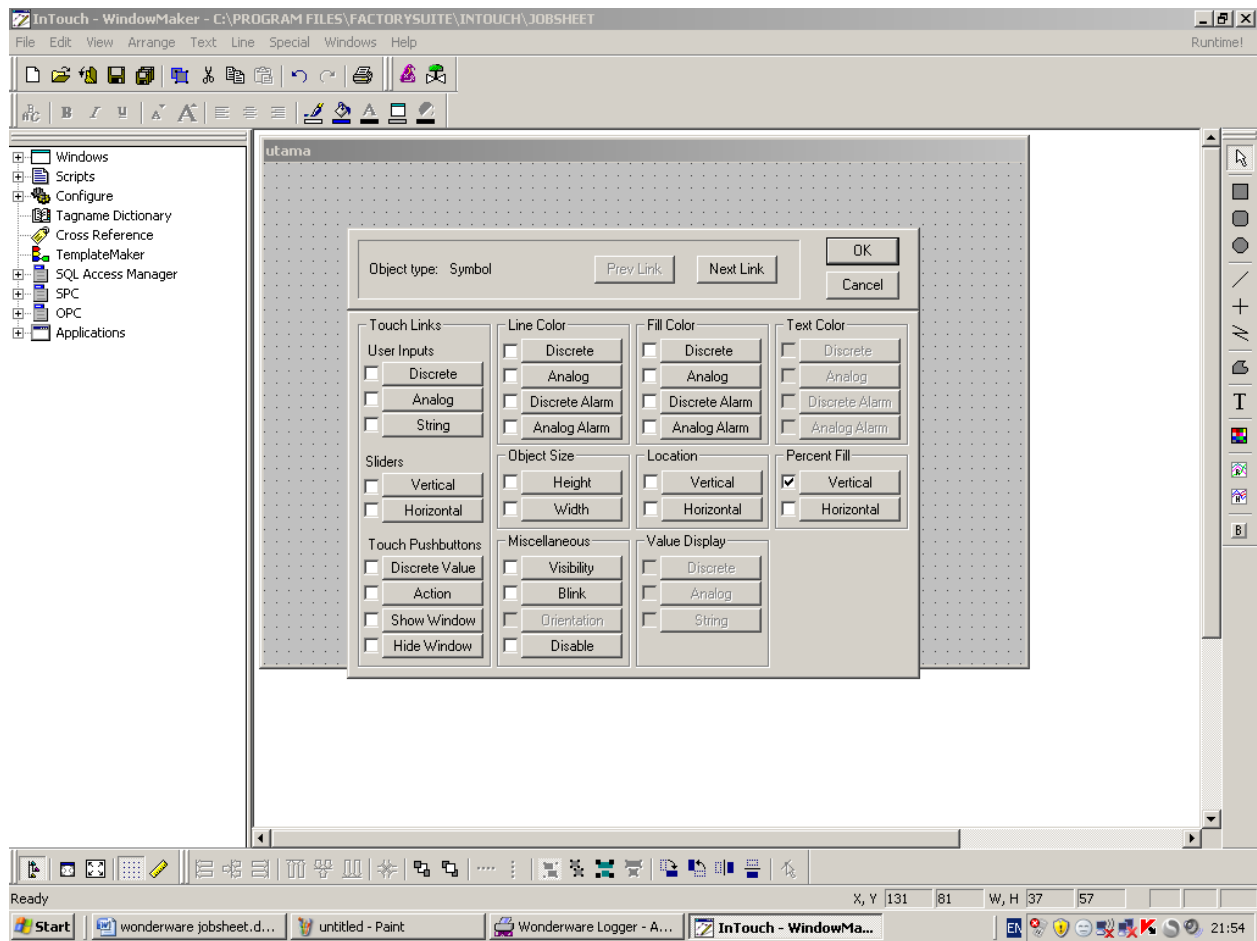 InTouch - WindowMaker - C:\PROGRAM FILES\FACTORYSUITE\INTOUCH\JOBSHEET
File Edit View Arrange Text Line Special Windows Help Runtime!
Windows
Scripts
Configure
Tagname Dictionary
Cross Reference
TemplateMaker
SQL Access Manager
SPC
OPC
Applications
utama
Object type: Symbol
Prev Link
Next Link
OK
Cancel
Touch Links
User Inputs
Discrete
Analog
String
Sliders
Vertical
Horizontal
Touch Pushbuttons
Discrete Value
Action
Show Window
Hide Window
Line Color
Discrete
Analog
Discrete Alarm
Analog Alarm
Fill Color
Discrete
Analog
Discrete Alarm
Analog Alarm
Text Color
Discrete
Analog
Discrete Alarm
Analog Alarm
Object Size
Height
Width
Location
Vertical
Horizontal
Percent Fill
Vertical
Horizontal
Miscellaneous
Visibility
Blink
Orientation
Disable
Value Display
Discrete
Analog
String
Ready
X, Y 131 81 W, H 37 57
Start
wonderware jobsheet.d...
untitled - Paint
Wonderware Logger - A...
InTouch - WindowMa...
EN
21:54